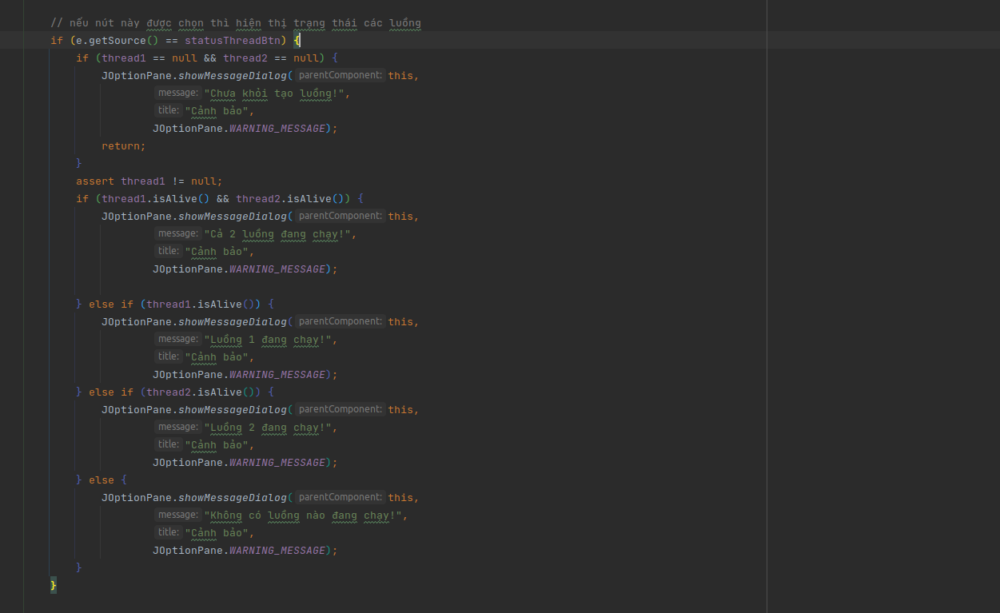 // nếu nút này được chọn thì hiện thị trạng thái các luồng
if (e.getSource() == statusThreadBtn) {
if (thread1 == null && thread2 == null) {
JOptionPane.showMessageDialog( parentComponent: this,
message: "Chưa khỏi tạo luồng!",
title: "Cảnh bảo",
JOptionPane.WARNING_MESSAGE);
return;
}
assert thread1 != null;
if (thread1.isAlive() && thread2.isAlive()) {
JOptionPane.showMessageDialog( parentComponent: this,
message: "Cả 2 luồng đang chạy!",
title: "Cảnh bảo",
JOptionPane.WARNING_MESSAGE);
} else if (thread1.isAlive()) {
JOptionPane.showMessageDialog( parentComponent: this,
message: "Luồng 1 đang chạy!",
title: "Cảnh bảo",
JOptionPane.WARNING_MESSAGE);
} else if (thread2.isAlive()) {
JOptionPane.showMessageDialog( parentComponent: this,
message: "Luồng 2 đang chạy!",
title: "Cảnh bảo",
JOptionPane.WARNING_MESSAGE);
} else {
JOptionPane.showMessageDialog( parentComponent: this,
message: "Không có luồng nào đang chạy!",
title: "Cảnh bảo",
JOptionPane.WARNING_MESSAGE);
}
}